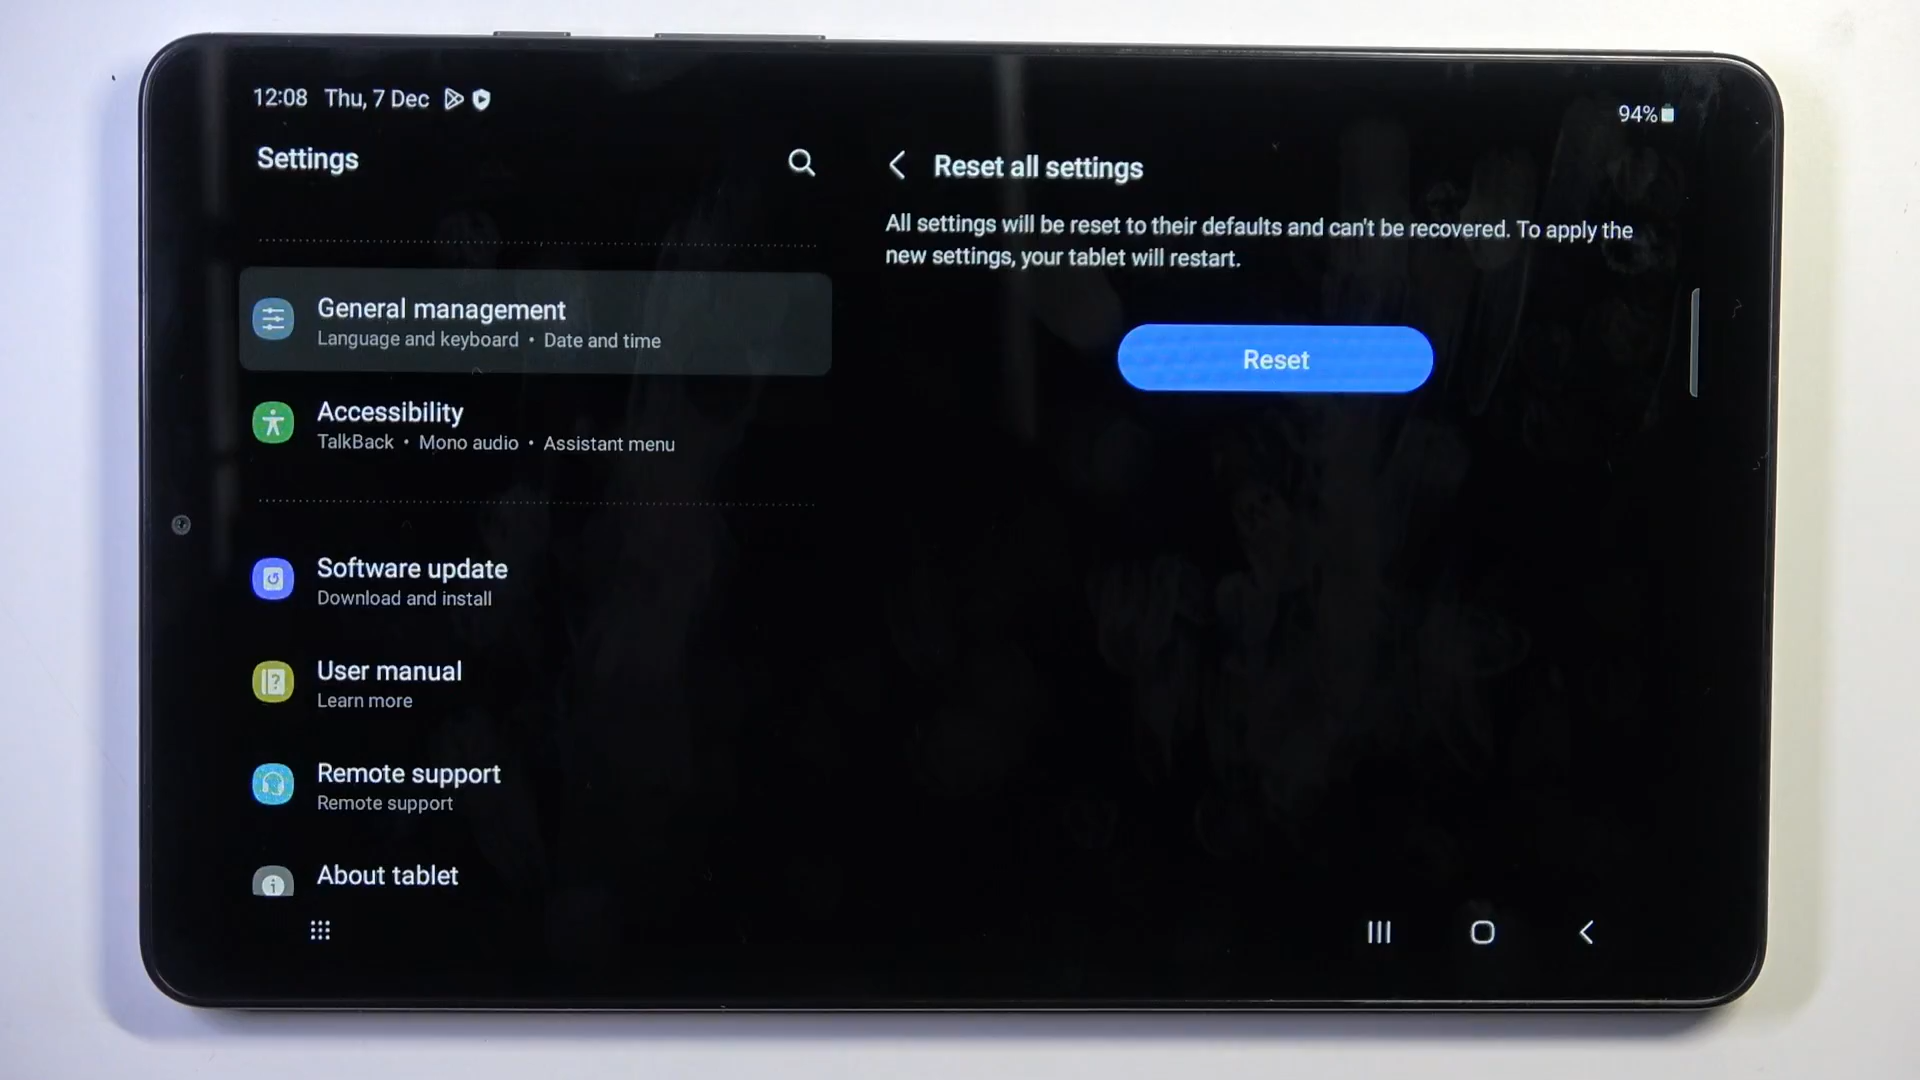 12:08 Thu, 7 Dec
94%
Settings
General management
Language and keyboard • Date and time
Accessibility
TalkBack • Mono audio • Assistant menu
Software update
Download and install
User manual
Learn more
Remote support
Remote support
About tablet
Reset all settings
All settings will be reset to their defaults and can't be recovered. To apply the
new settings, your tablet will restart.
Reset